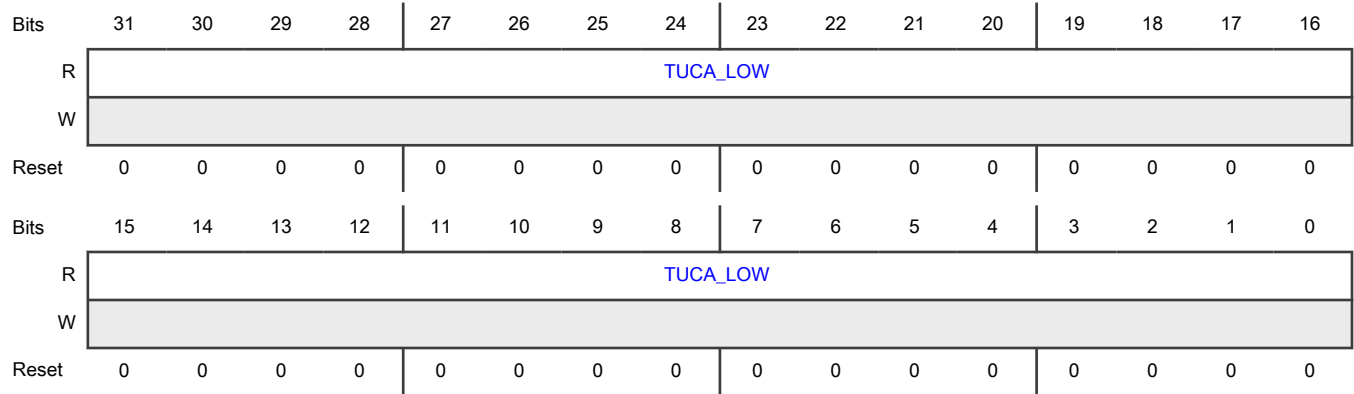 Bits 31 30 29 28 27 26 25 24 23 22 21 20 19 18 17 16
R TUCA_LOW
W
Reset 0 0 0 0 0 0 0 0 0 0 0 0 0 0 0 0
Bits 15 14 13 12 11 10 9 8 7 6 5 4 3 2 1 0
R TUCA_LOW
W
Reset 0 0 0 0 0 0 0 0 0 0 0 0 0 0 0 0